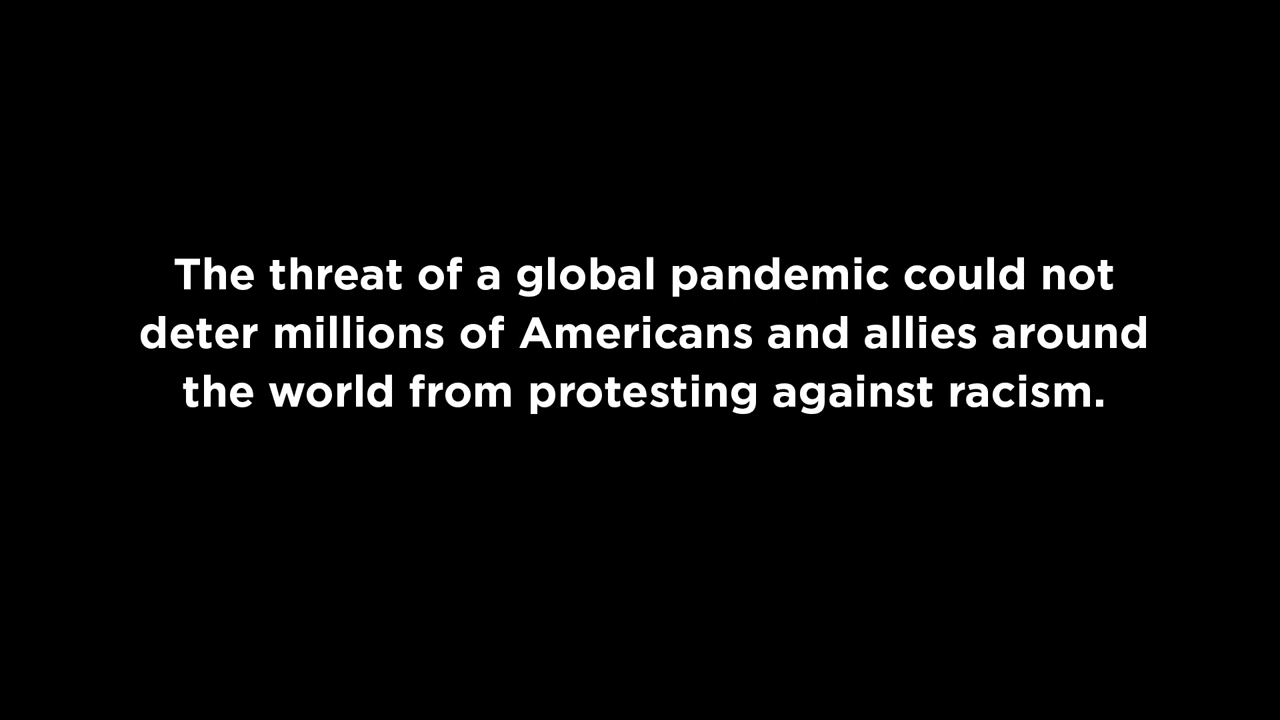 The threat of a global pandemic could not
deter millions of Americans and allies around
the world from protesting against racism.